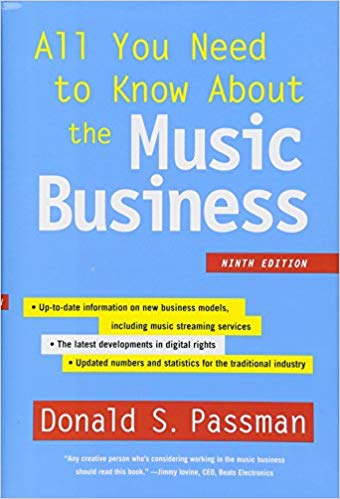 All You Need
to Know About
the Music
Business
NINTH EDITION
• Up-to-date information on new business models,
including music streaming services
• The latest developments in digital rights
• Updated numbers and statistics for the traditional industry
Donald S. Passman
"Any creative person who's considering working in the music business
should read this book." —Jimmy Iovine, CEO, Beats Electronics